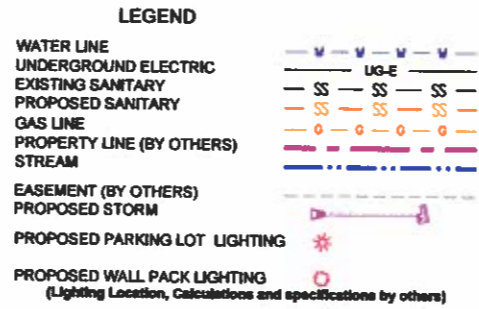 LEGEND
WATER LINE W W W W
UNDERGROUND ELECTRIC UG-E
EXISTING SANITARY SS SS SS
PROPOSED SANITARY SS SS SS
GAS LINE G G G G
PROPERTY LINE (BY OTHERS)
STREAM
EASEMENT (BY OTHERS)
PROPOSED STORM
PROPOSED PARKING LOT LIGHTING
PROPOSED WALL PACK LIGHTING
(Lighting Location, Calculations and specifications by others)